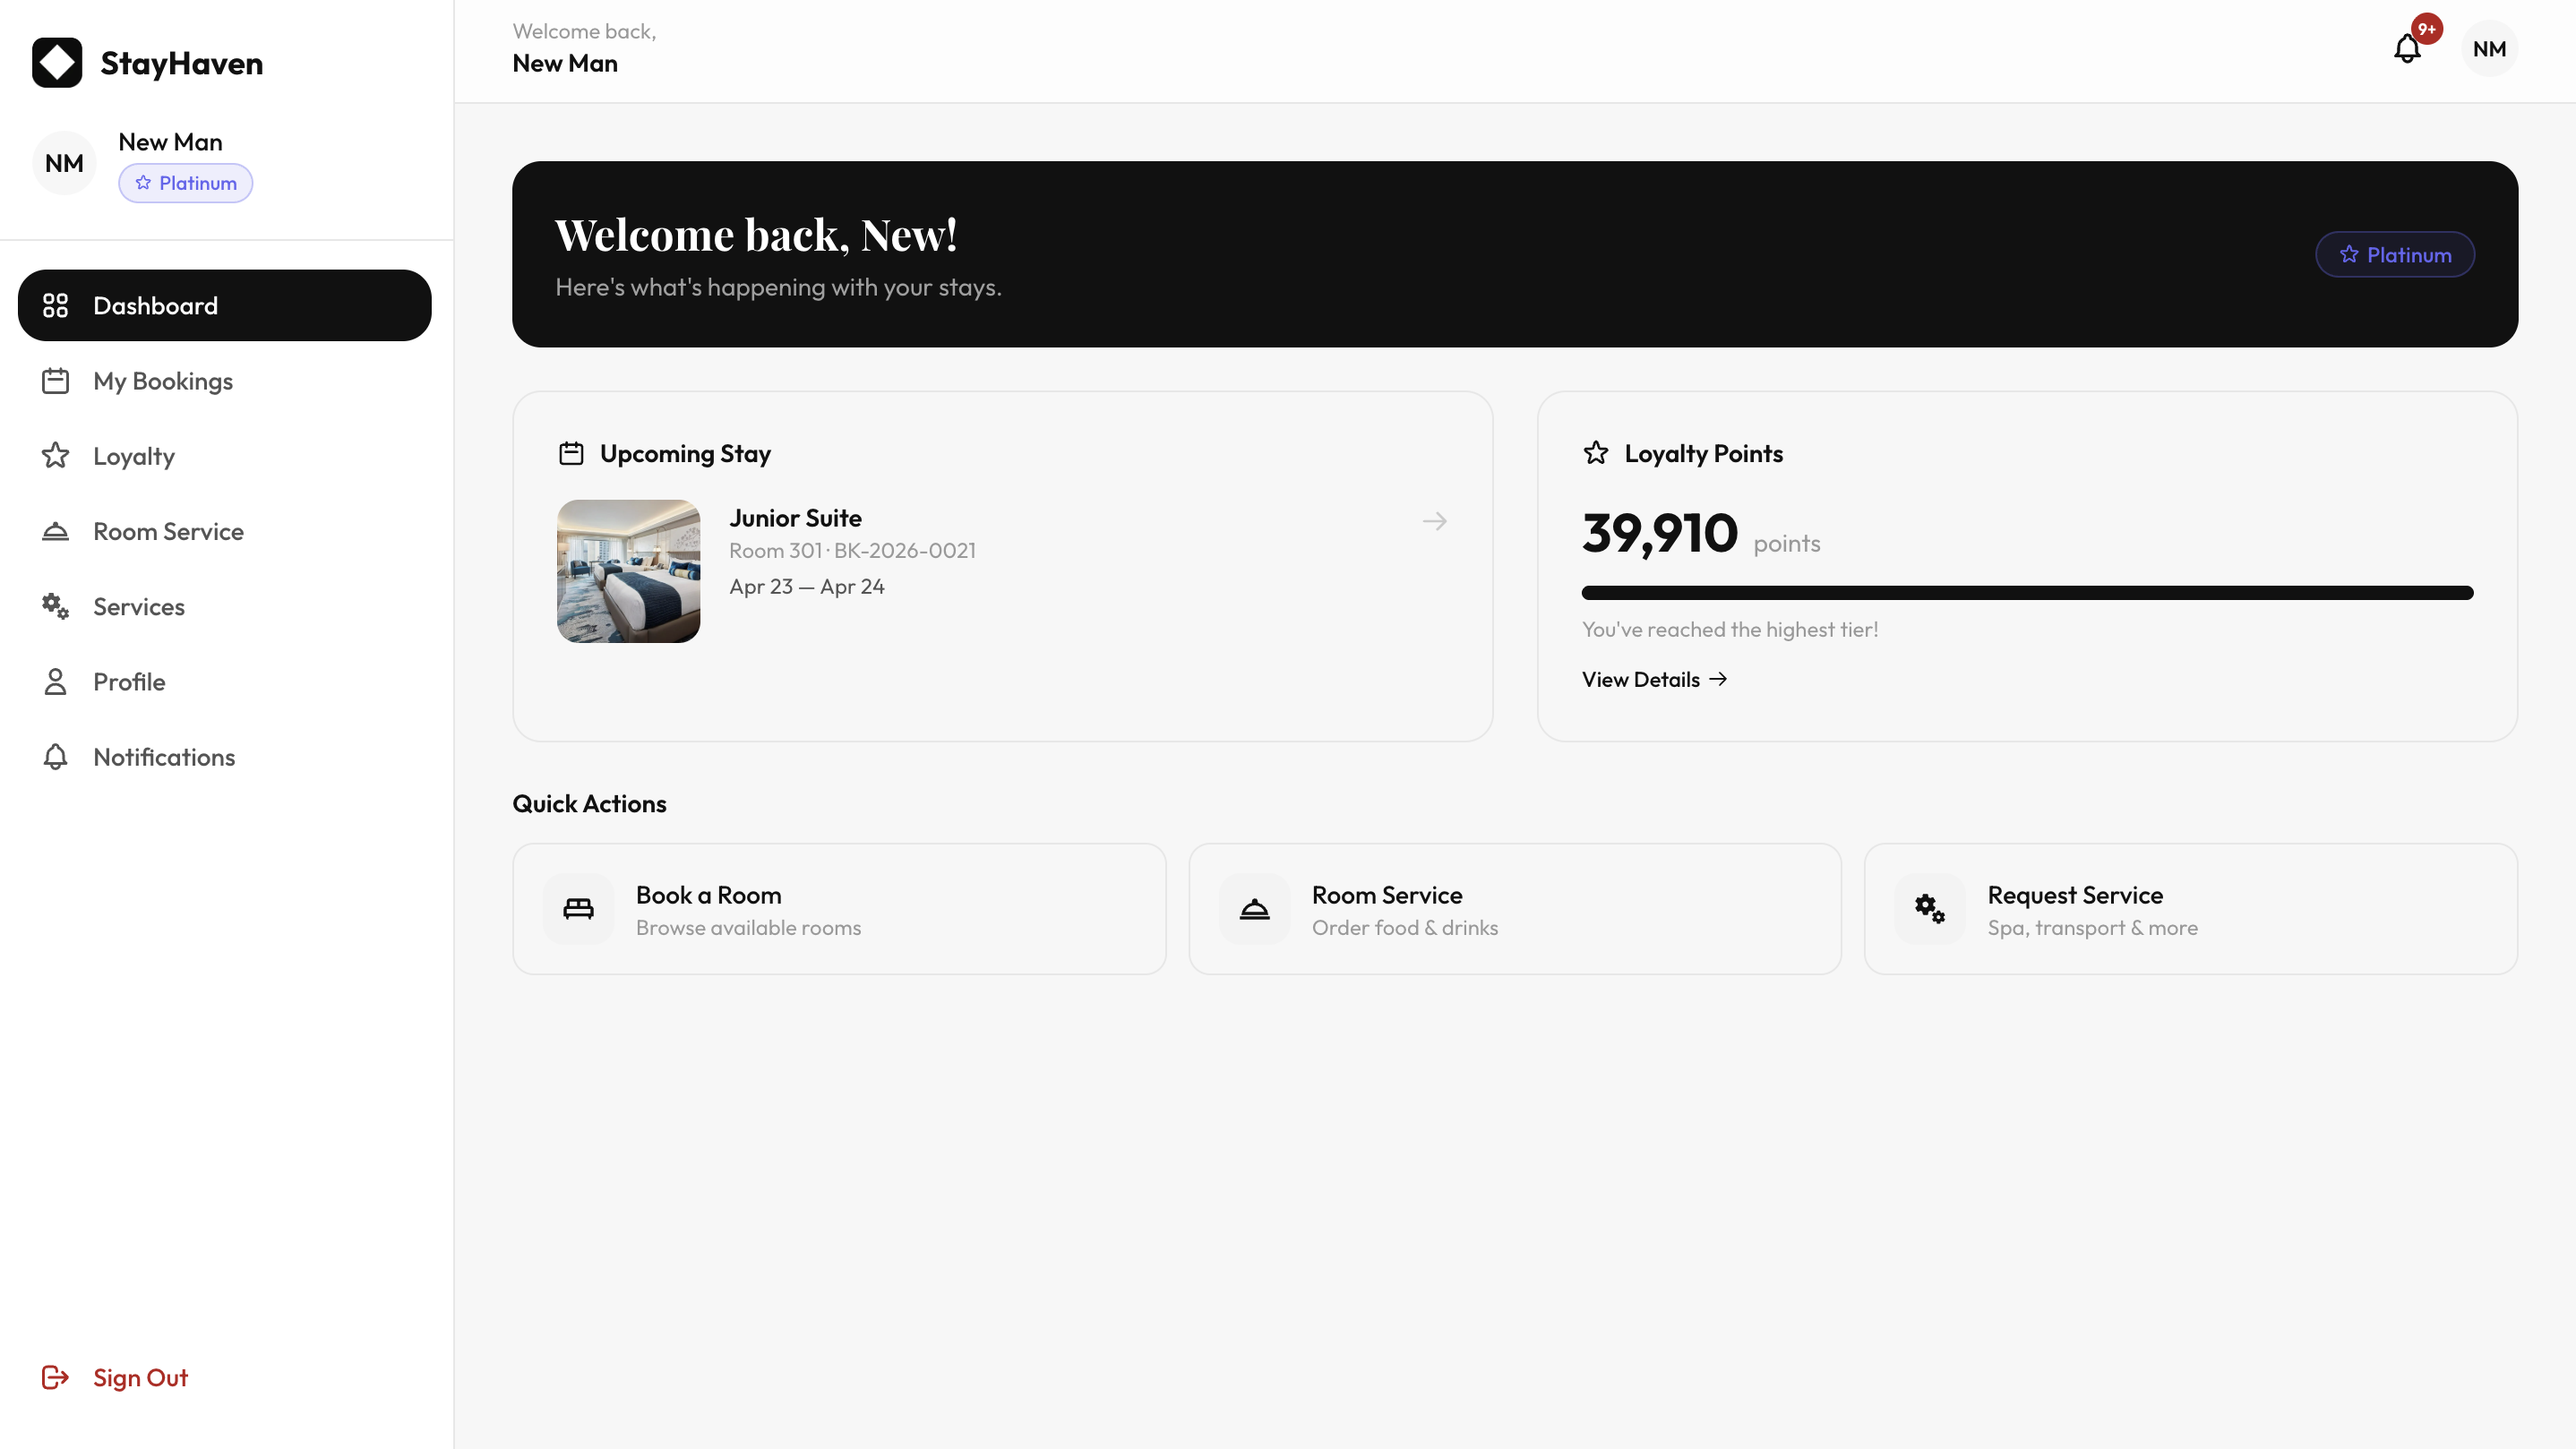 StayHaven
NM
New Man
Platinum
Dashboard
My Bookings
Loyalty
Room Service
Services
Profile
Notifications
Sign Out
Welcome back,
New Man
9+
NM
Welcome back, New!
Here's what's happening with your stays.
Platinum
Upcoming Stay
Junior Suite
Room 301 · BK-2026-0021
Apr 23 — Apr 24
Loyalty Points
39,910 points
You've reached the highest tier!
View Details →
Quick Actions
Book a Room
Browse available rooms
Room Service
Order food & drinks
Request Service
Spa, transport & more